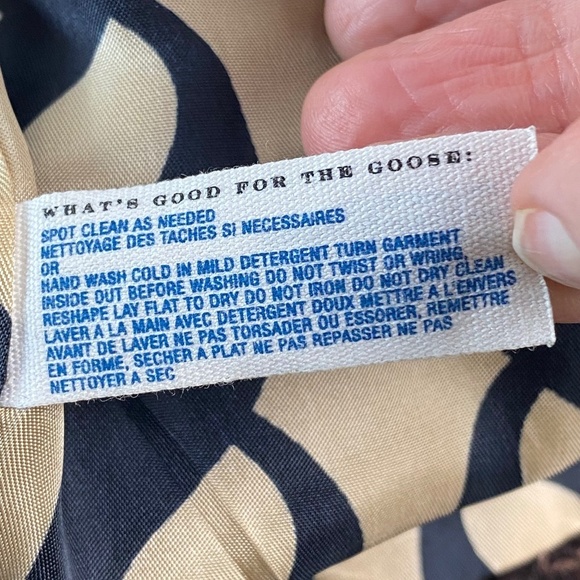 WHAT'S GOOD FOR THE GOOSE:
SPOT CLEAN AS NEEDED
NETTOYAGE DES TACHES SI NECESSAIRES
OR
HAND WASH COLD IN MILD DETERGENT TURN GARMENT
INSIDE OUT BEFORE WASHING DO NOT TWIST OR WRING,
RESHAPE LAY FLAT TO DRY DO NOT IRON DO NOT DRY CLEAN
LAVER A LA MAIN AVEC DETERGENT DOUX METTRE A L'ENVERS
AVANT DE LAVER NE PAS TORSADER OU ESSORER, REMETTRE
EN FORME, SECHER A PLAT NE PAS REPASSER NE PAS
NETTOYER A SEC